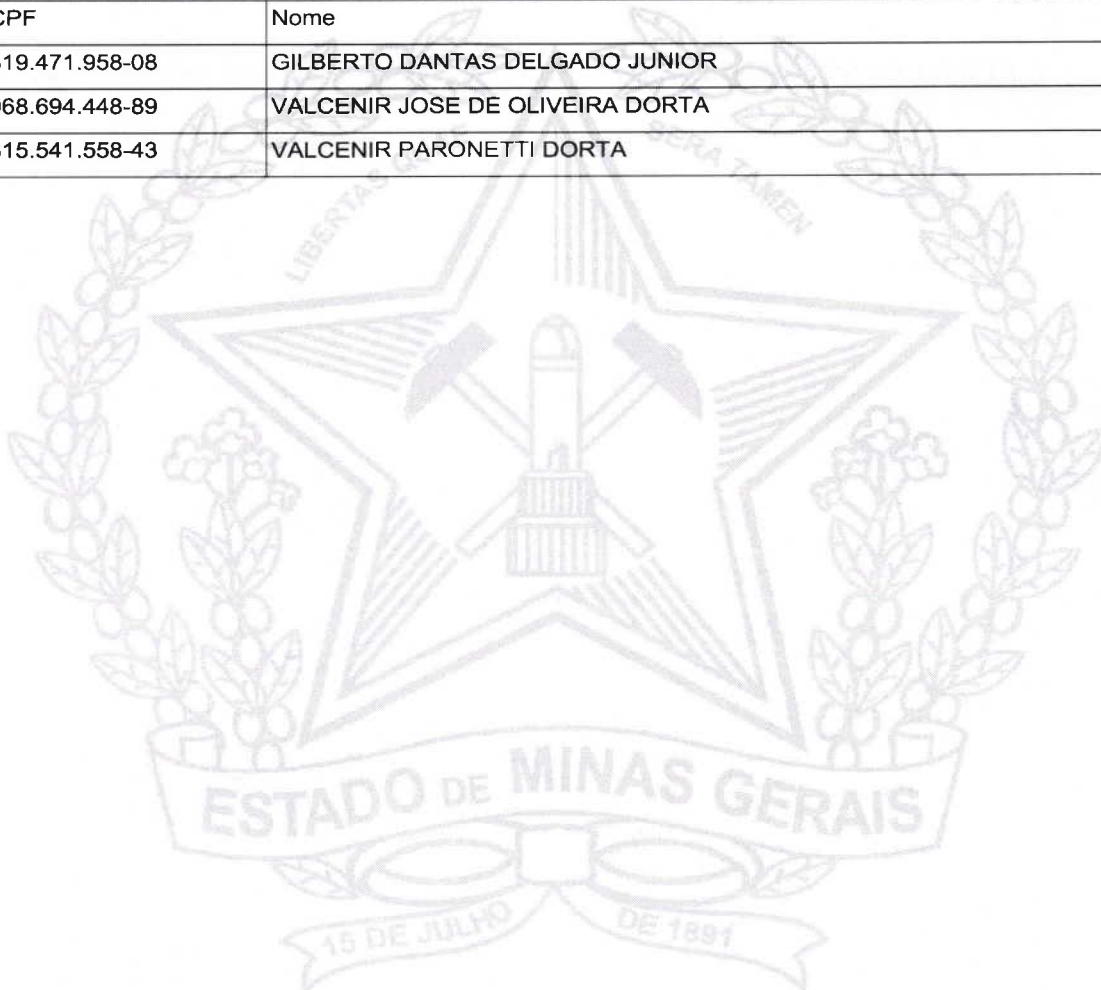 CPF Nome
19.471.958-08 GILBERTO DANTAS DELGADO JUNIOR
68.694.448-89 VALCENIR JOSE DE OLIVEIRA DORTA
15.541.558-43 VALCENIR PARONETTI DORTA
LIBERTAS QUE SERA TAMEN
ESTADO DE MINAS GERAIS
15 DE JULHO DE 1891